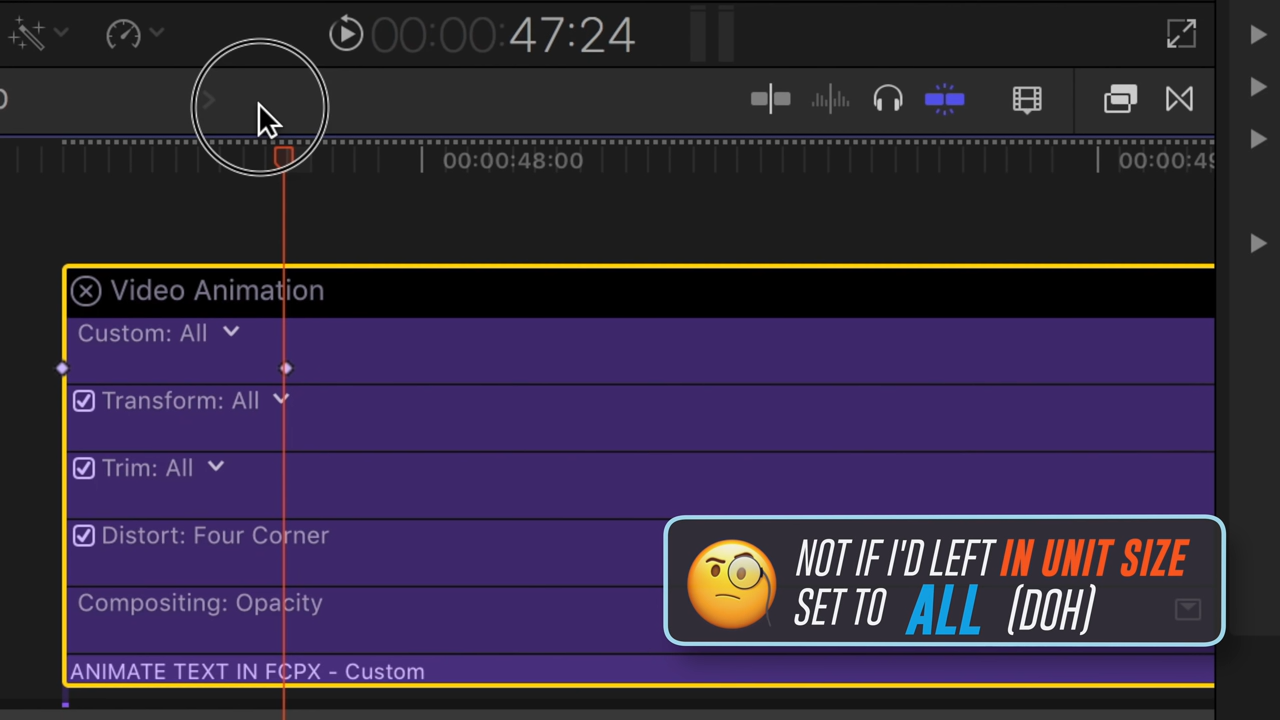 00:00:47:24
00:00:48:00
00:00:49
Video Animation
Custom: All
Transform: All
Trim: All
Distort: Four Corner
Compositing: Opacity
NOT IF I'D LEFT IN UNIT SIZE
SET TO ALL (DOH)
ANIMATE TEXT IN FCPX - Custom